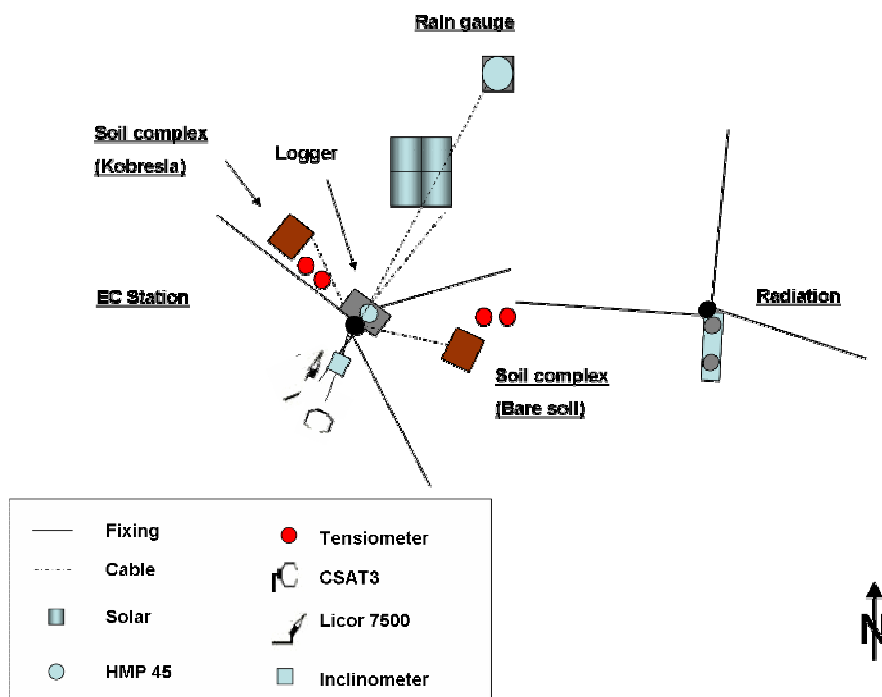 Rain gauge
Soil complex
(Kobresia)
Logger
EC Station
Radiation
Soil complex
(Bare soil)
Fixing
Cable
Solar
HMP 45
Tensiometer
CSAT3
Licor 7500
Inclinometer
N